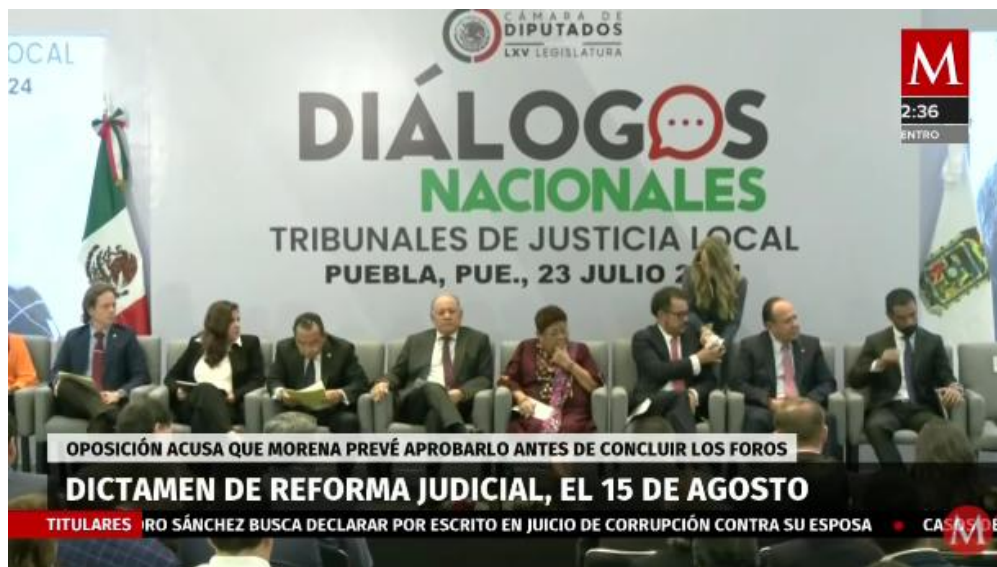 CÁMARA DE
DIPUTADOS
LXV LEGISLATURA
OCAL
24
DIÁLOGOS
NACIONALES
TRIBUNALES DE JUSTICIA LOCAL
PUEBLA, PUE., 23 JULIO
M
2:36
ENTRO
OPOSICIÓN ACUSA QUE MORENA PREVÉ APROBARLO ANTES DE CONCLUIR LOS FOROS
DICTAMEN DE REFORMA JUDICIAL, EL 15 DE AGOSTO
TITULARES DRO SÁNCHEZ BUSCA DECLARAR POR ESCRITO EN JUICIO DE CORRUPCIÓN CONTRA SU ESPOSA
M